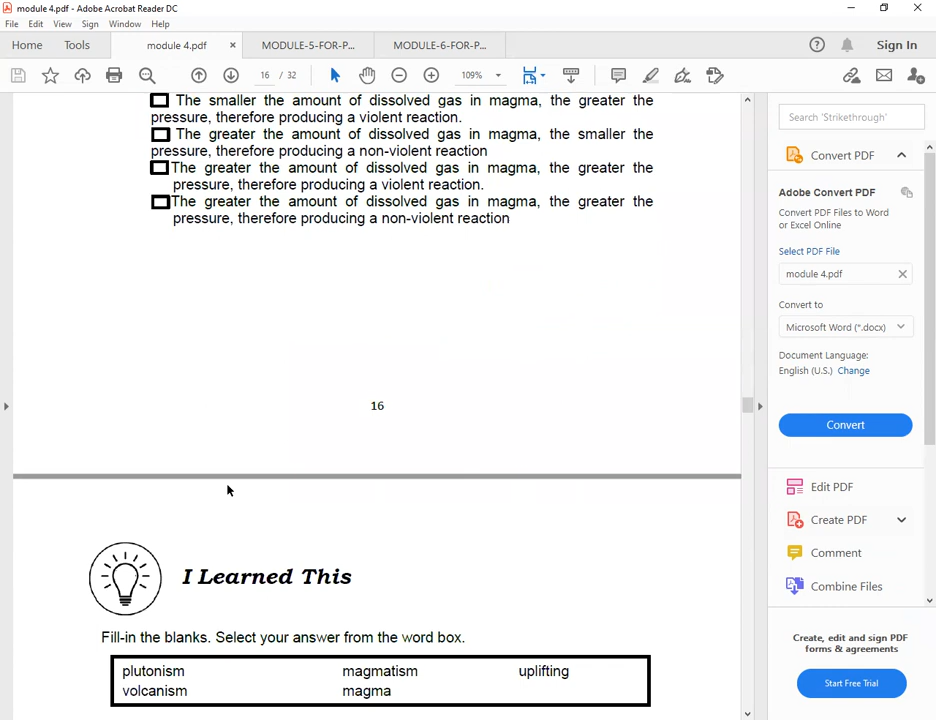 module 4.pdf - Adobe Acrobat Reader DC
File Edit View Sign Window Help
Home Tools module 4.pdf × MODULE-5-FOR-P... MODULE-6-FOR-P... Sign In
16 / 32 109%
The smaller the amount of dissolved gas in magma, the greater the
pressure, therefore producing a violent reaction.
The greater the amount of dissolved gas in magma, the smaller the
pressure, therefore producing a non-violent reaction
The greater the amount of dissolved gas in magma, the greater the
pressure, therefore producing a violent reaction.
The greater the amount of dissolved gas in magma, the greater the
pressure, therefore producing a non-violent reaction
16
I Learned This
Fill-in the blanks. Select your answer from the word box.
plutonism magmatism uplifting
volcanism magma
Search 'Strikethrough'
Convert PDF
Adobe Convert PDF
Convert PDF Files to Word
or Excel Online
Select PDF File
module 4.pdf
Convert to
Microsoft Word (*.docx)
Document Language:
English (U.S.) Change
Convert
Edit PDF
Create PDF
Comment
Combine Files
Create, edit and sign PDF
forms & agreements
Start Free Trial